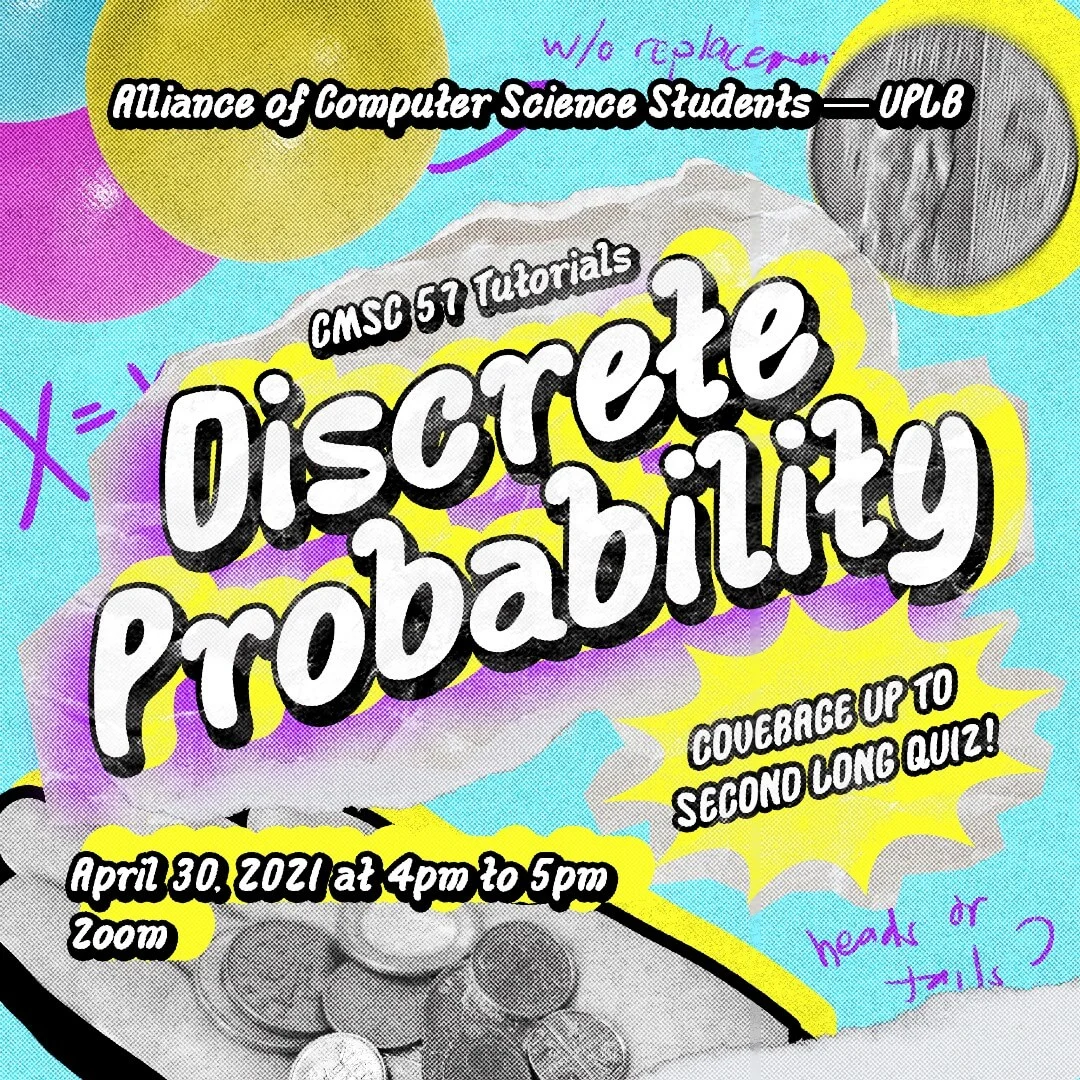 w/o replacemen
Alliance of Computer Science Students — UPLB
CMSC 57 Tutorials
Discrete
Probability
X =
COVERAGE UP TO
SECOND LONG QUIZ!
April 30, 2021 at 4pm to 5pm
Zoom
heads or
tails